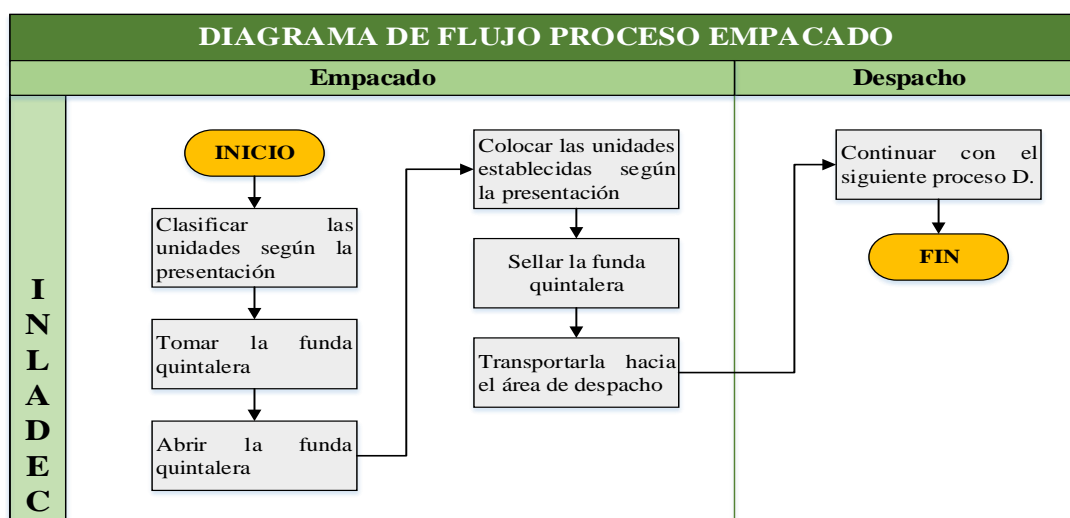 DIAGRAMA DE FLUJO PROCESO EMPACADO
Empacado
Despacho
I
N
L
A
D
E
C
INICIO
Clasificar las
unidades según la
presentación
Tomar la funda
quintalera
Abrir la funda
quintalera
Colocar las unidades
establecidas según
la presentación
Sellar la funda
quintalera
Transportarla hacia
el área de despacho
Continuar con el
siguiente proceso D.
FIN